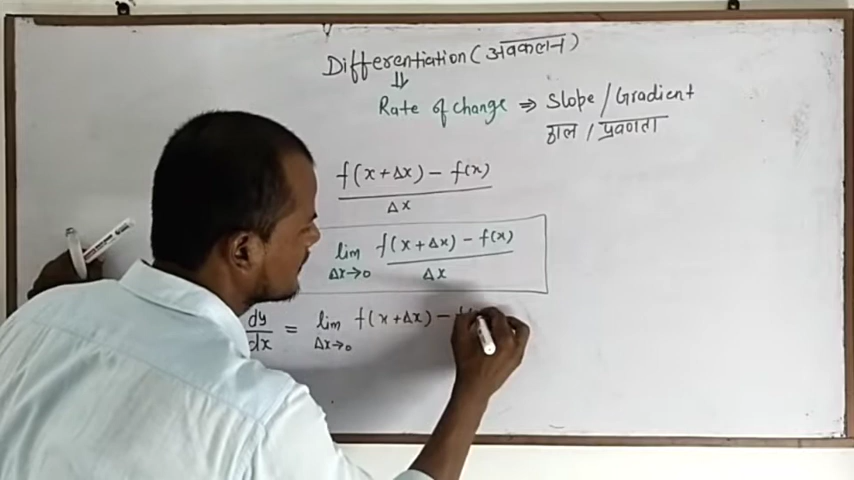 Differentiation (अवकलन)
⇓
Rate of change ⇒ Slope / Gradient
ढाल / प्रवणता
f(x+Δx) − f(x)
Δx
lim f(x+Δx) − f(x)
Δx→0 Δx
dy/dx = lim f(x+Δx) −
Δx→0